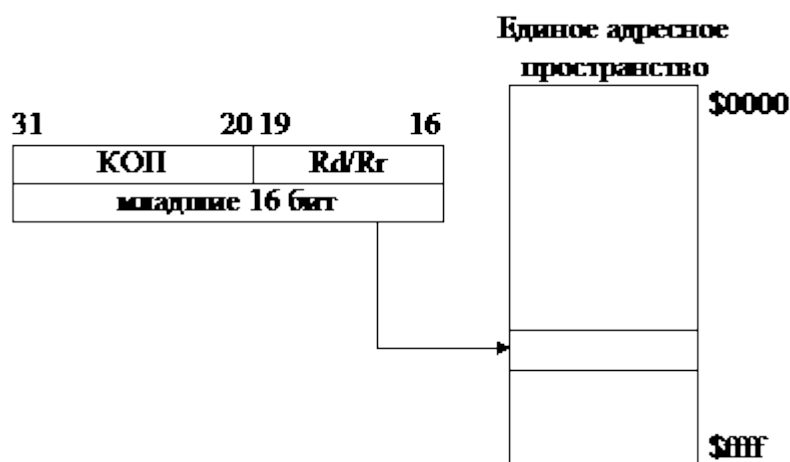 Единое адресное
пространство
$0000
31 20 19 16
КОП Rd/Rr
младшие 16 бит
$ffff